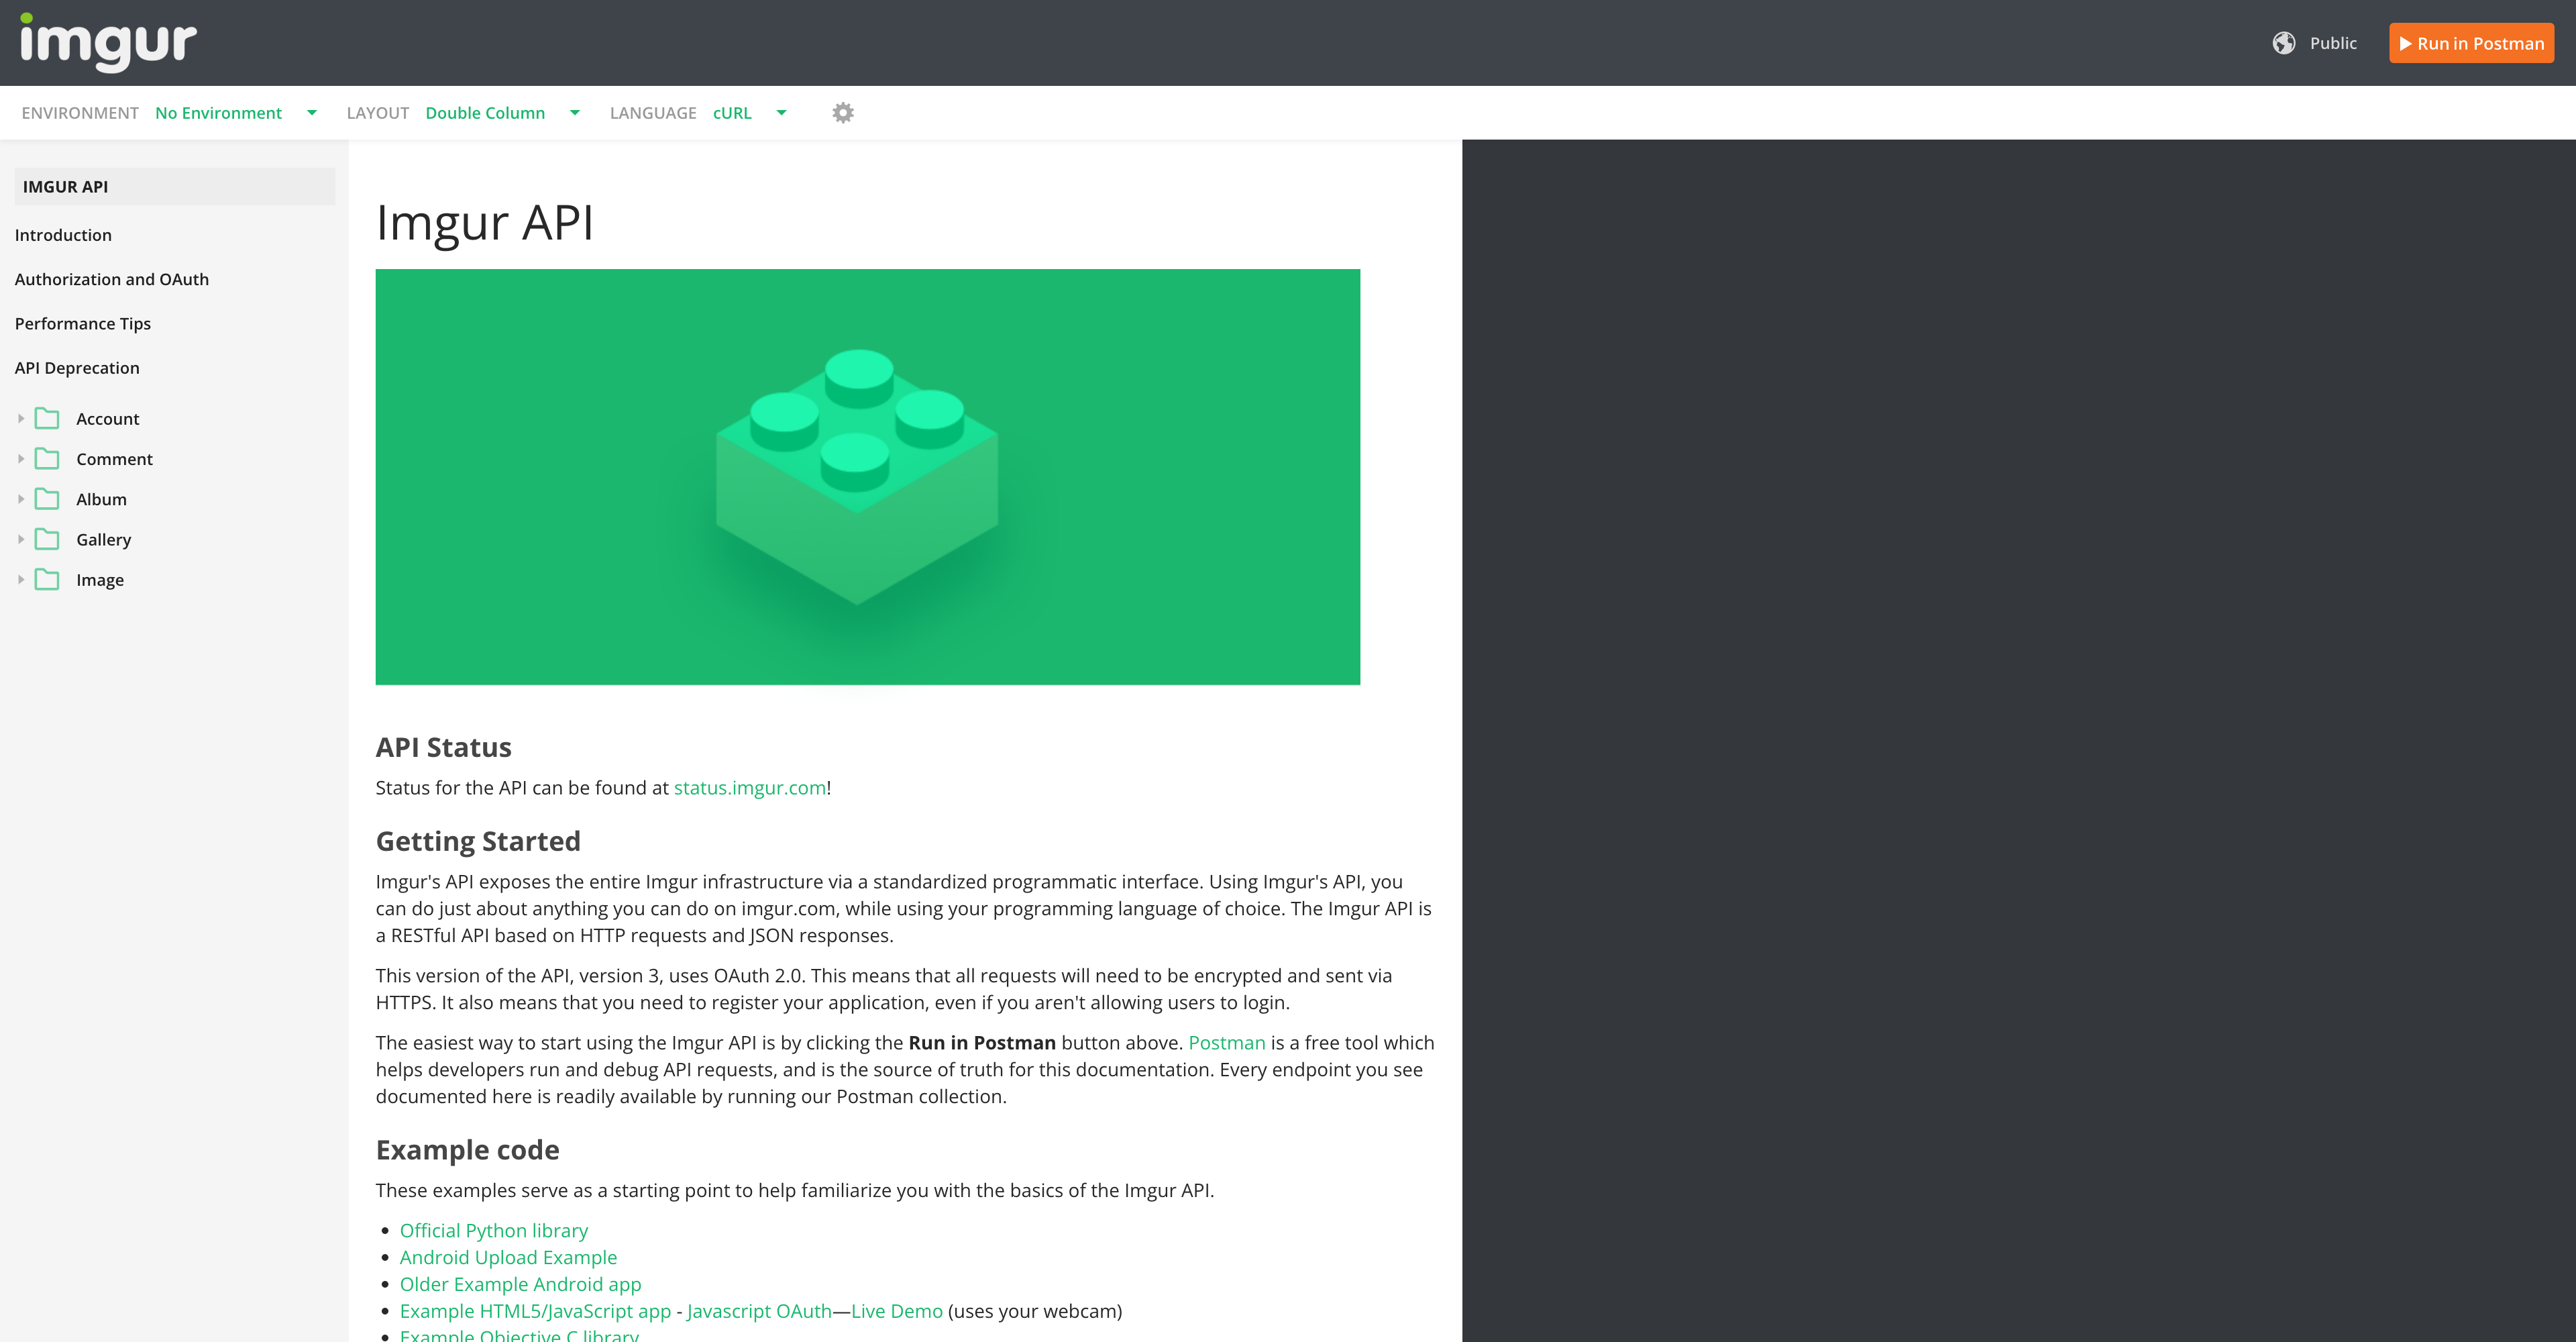 imgur
Public
Run in Postman
ENVIRONMENT No Environment LAYOUT Double Column LANGUAGE cURL
IMGUR API
Introduction
Authorization and OAuth
Performance Tips
API Deprecation
Account
Comment
Album
Gallery
Image
Imgur API
API Status
Status for the API can be found at status.imgur.com!
Getting Started
Imgur's API exposes the entire Imgur infrastructure via a standardized programmatic interface. Using Imgur's API, you
can do just about anything you can do on imgur.com, while using your programming language of choice. The Imgur API is
a RESTful API based on HTTP requests and JSON responses.
This version of the API, version 3, uses OAuth 2.0. This means that all requests will need to be encrypted and sent via
HTTPS. It also means that you need to register your application, even if you aren't allowing users to login.
The easiest way to start using the Imgur API is by clicking the Run in Postman button above. Postman is a free tool which
helps developers run and debug API requests, and is the source of truth for this documentation. Every endpoint you see
documented here is readily available by running our Postman collection.
Example code
These examples serve as a starting point to help familiarize you with the basics of the Imgur API.
Official Python library
Android Upload Example
Older Example Android app
Example HTML5/JavaScript app - Javascript OAuth—Live Demo (uses your webcam)
Example Objective C library